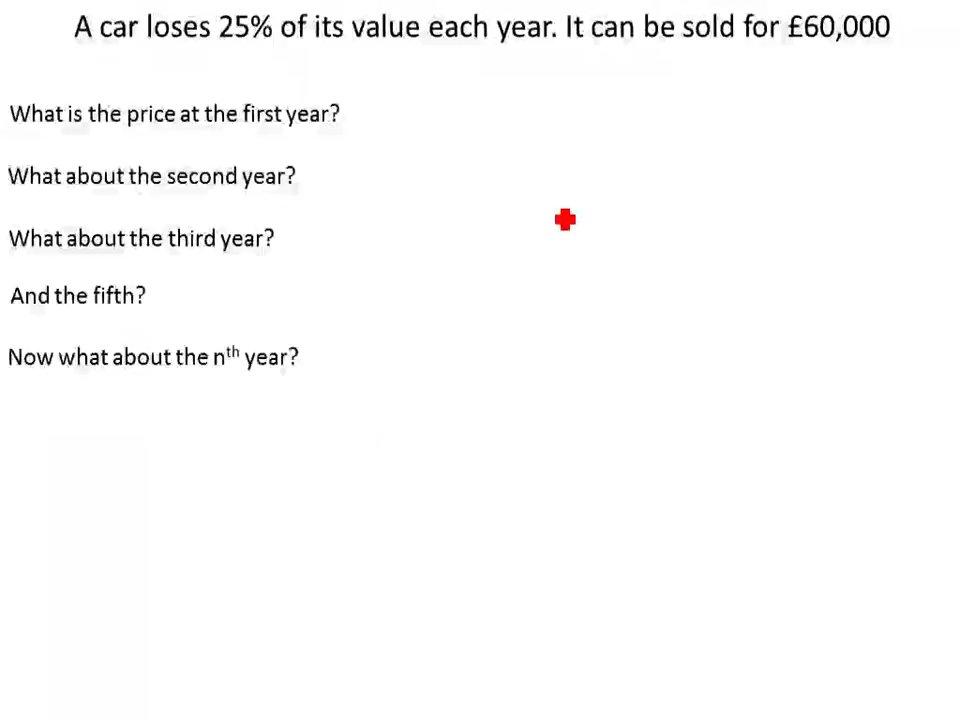 A car loses 25% of its value each year. It can be sold for £60,000
What is the price at the first year?
What about the second year?
What about the third year?
And the fifth?
Now what about the nth year?